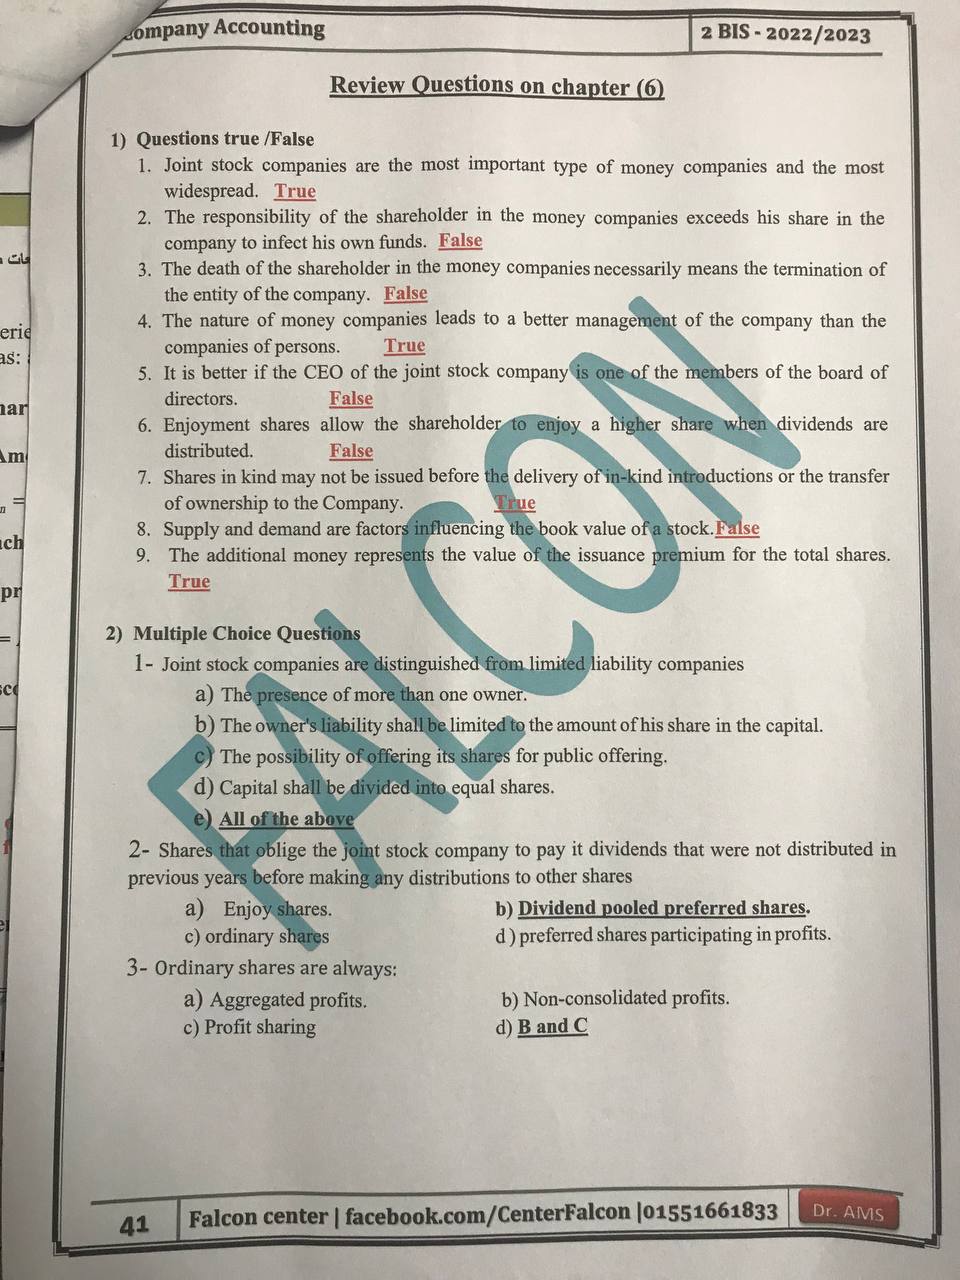 Company Accounting
2 BIS - 2022/2023
Review Questions on chapter (6)
1) Questions true /False
1. Joint stock companies are the most important type of money companies and the most
widespread. True
2. The responsibility of the shareholder in the money companies exceeds his share in the
company to infect his own funds. False
3. The death of the shareholder in the money companies necessarily means the termination of
the entity of the company. False
4. The nature of money companies leads to a better management of the company than the
companies of persons. True
5. It is better if the CEO of the joint stock company is one of the members of the board of
directors. False
6. Enjoyment shares allow the shareholder to enjoy a higher share when dividends are
distributed. False
7. Shares in kind may not be issued before the delivery of in-kind introductions or the transfer
of ownership to the Company. True
8. Supply and demand are factors influencing the book value of a stock. False
9. The additional money represents the value of the issuance premium for the total shares.
True
2) Multiple Choice Questions
1- Joint stock companies are distinguished from limited liability companies
a) The presence of more than one owner.
b) The owner's liability shall be limited to the amount of his share in the capital.
c) The possibility of offering its shares for public offering.
d) Capital shall be divided into equal shares.
e) All of the above
2- Shares that oblige the joint stock company to pay it dividends that were not distributed in
previous years before making any distributions to other shares
a) Enjoy shares. b) Dividend pooled preferred shares.
c) ordinary shares d ) preferred shares participating in profits.
3- Ordinary shares are always:
a) Aggregated profits. b) Non-consolidated profits.
c) Profit sharing d) B and C
FALCON
41
Falcon center | facebook.com/CenterFalcon |01551661833
Dr. AMS